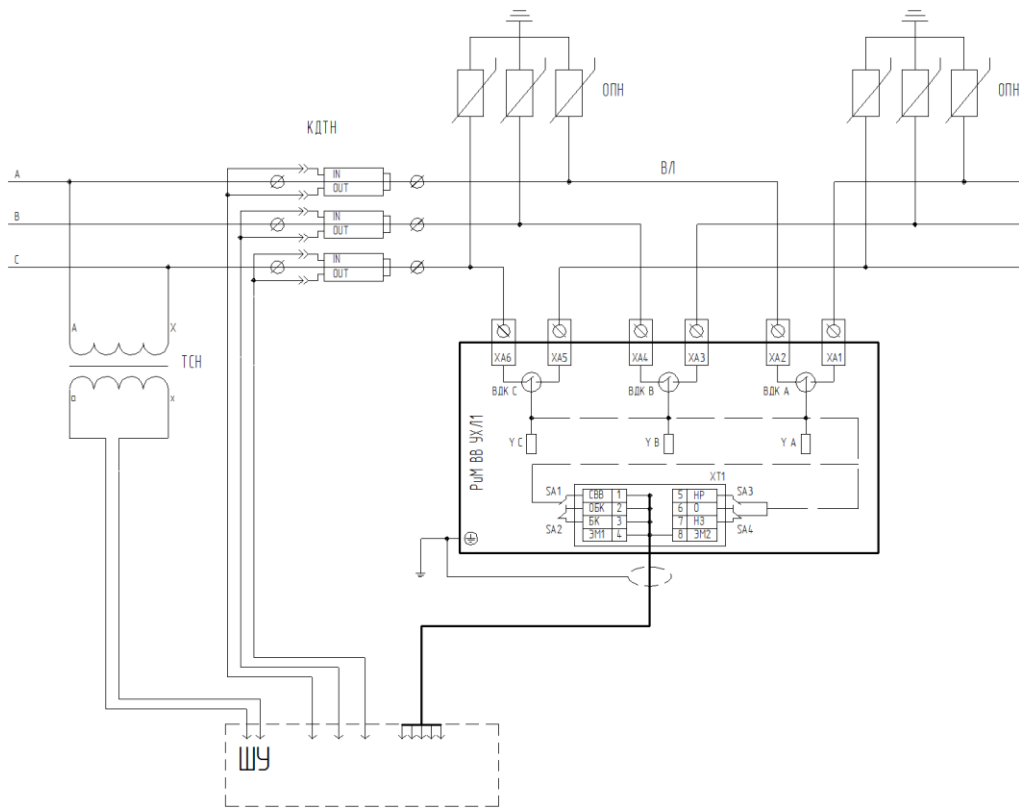 ОПН
ОПН
КДТН
ВЛ
A
IN
OUT
B
IN
OUT
C
IN
OUT
A
X
ТСН
a
x
XA6
XA5
XA4
XA3
XA2
XA1
ВДК С
ВДК В
ВДК А
Y C
Y B
Y A
РиМ ВВ УХЛ1
XT1
SA1
СВВ 1
5 НР
SA3
ОБК 2
6 О
БК 3
7 НЗ
SA2
SA4
ЭМ1 4
8 ЭМ2
ШУ